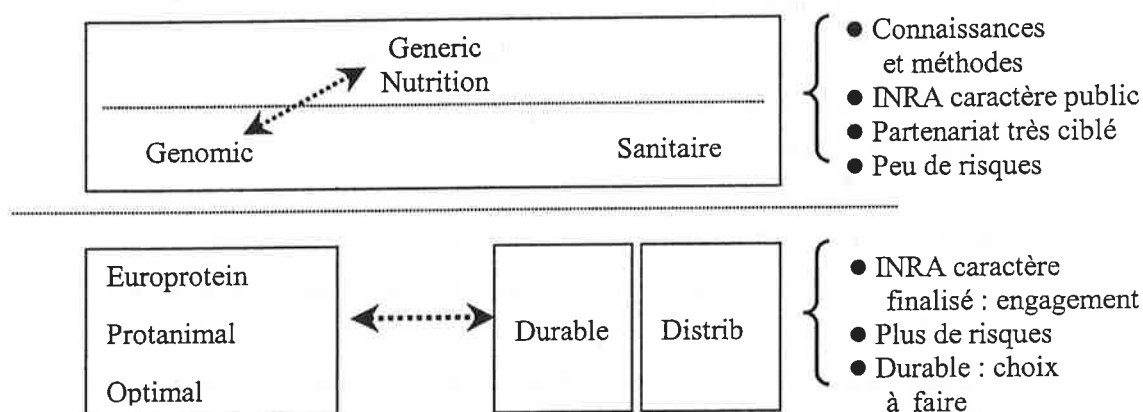 Generic
Nutrition
Genomic
Sanitaire
● Connaissances
et méthodes
● INRA caractère public
● Partenariat très ciblé
● Peu de risques
Europrotein
Protanimal
Optimal
Durable
Distrib
● INRA caractère
finalisé : engagement
● Plus de risques
● Durable : choix
à faire